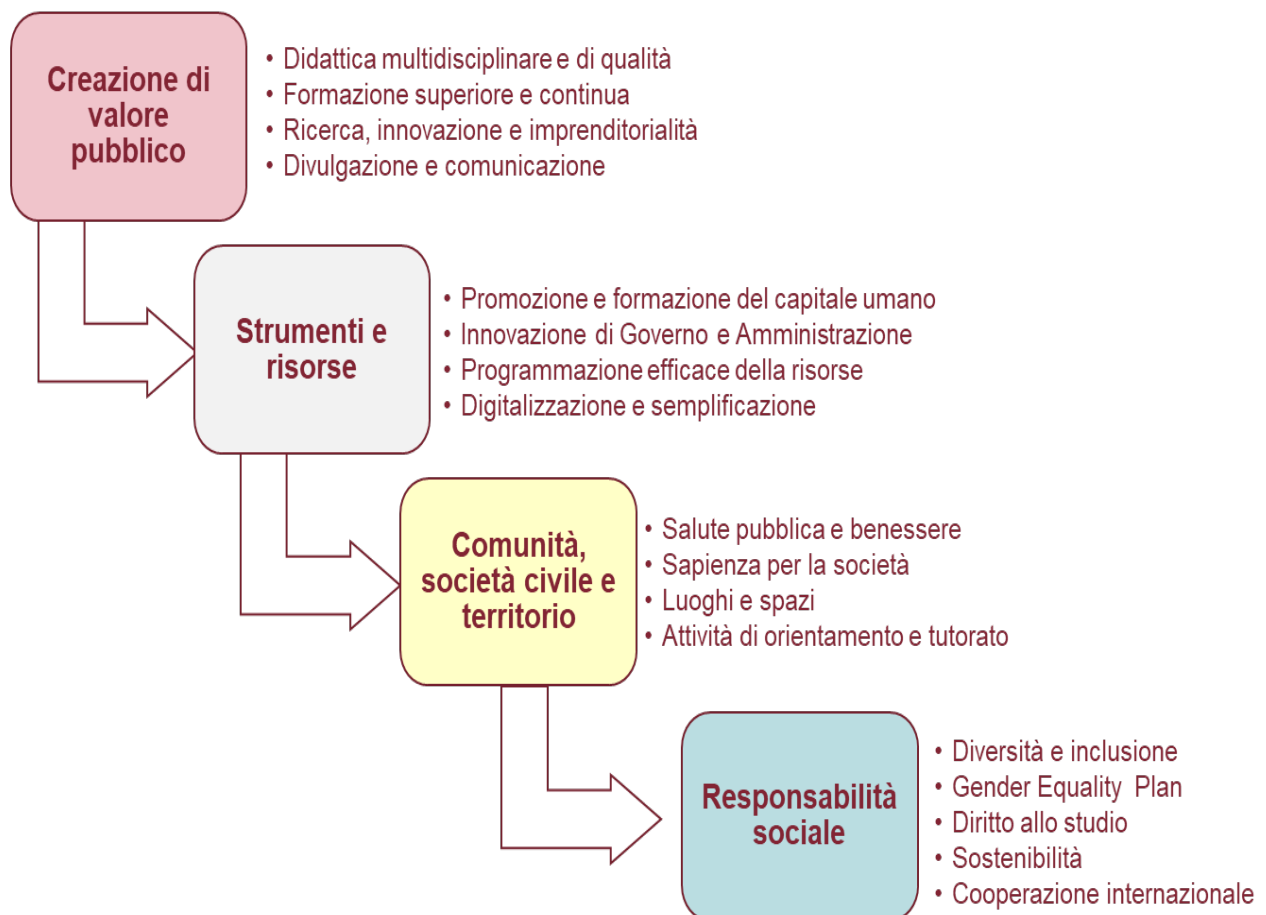 Creazione di
valore
pubblico
• Didattica multidisciplinare e di qualità
• Formazione superiore e continua
• Ricerca, innovazione e imprenditorialità
• Divulgazione e comunicazione
Strumenti e
risorse
• Promozione e formazione del capitale umano
• Innovazione di Governo e Amministrazione
• Programmazione efficace della risorse
• Digitalizzazione e semplificazione
Comunità,
società civile e
territorio
• Salute pubblica e benessere
• Sapienza per la società
• Luoghi e spazi
• Attività di orientamento e tutorato
Responsabilità
sociale
• Diversità e inclusione
• Gender Equality Plan
• Diritto allo studio
• Sostenibilità
• Cooperazione internazionale